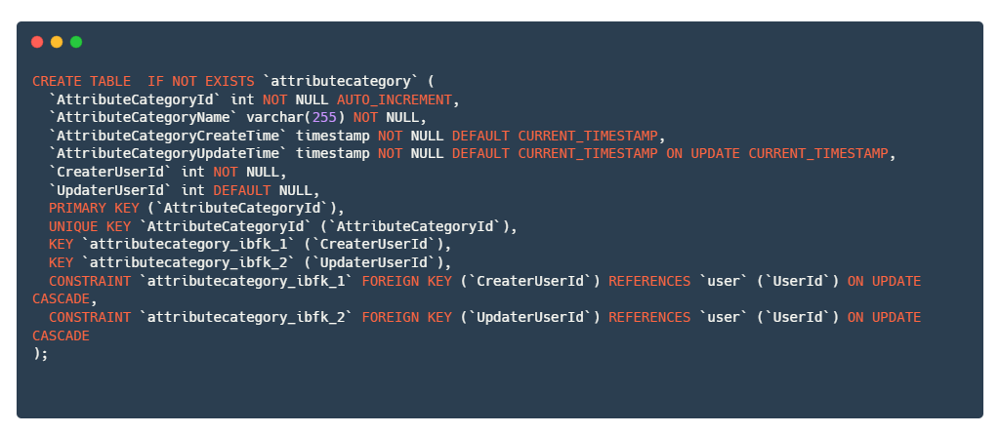 CREATE TABLE  IF NOT EXISTS `attributecategory` (
  `AttributeCategoryId` int NOT NULL AUTO_INCREMENT,
  `AttributeCategoryName` varchar(255) NOT NULL,
  `AttributeCategoryCreateTime` timestamp NOT NULL DEFAULT CURRENT_TIMESTAMP,
  `AttributeCategoryUpdateTime` timestamp NOT NULL DEFAULT CURRENT_TIMESTAMP ON UPDATE CURRENT_TIMESTAMP,
  `CreaterUserId` int NOT NULL,
  `UpdaterUserId` int DEFAULT NULL,
  PRIMARY KEY (`AttributeCategoryId`),
  UNIQUE KEY `AttributeCategoryId` (`AttributeCategoryId`),
  KEY `attributecategory_ibfk_1` (`CreaterUserId`),
  KEY `attributecategory_ibfk_2` (`UpdaterUserId`),
  CONSTRAINT `attributecategory_ibfk_1` FOREIGN KEY (`CreaterUserId`) REFERENCES `user` (`UserId`) ON UPDATE
CASCADE,
  CONSTRAINT `attributecategory_ibfk_2` FOREIGN KEY (`UpdaterUserId`) REFERENCES `user` (`UserId`) ON UPDATE
CASCADE
);